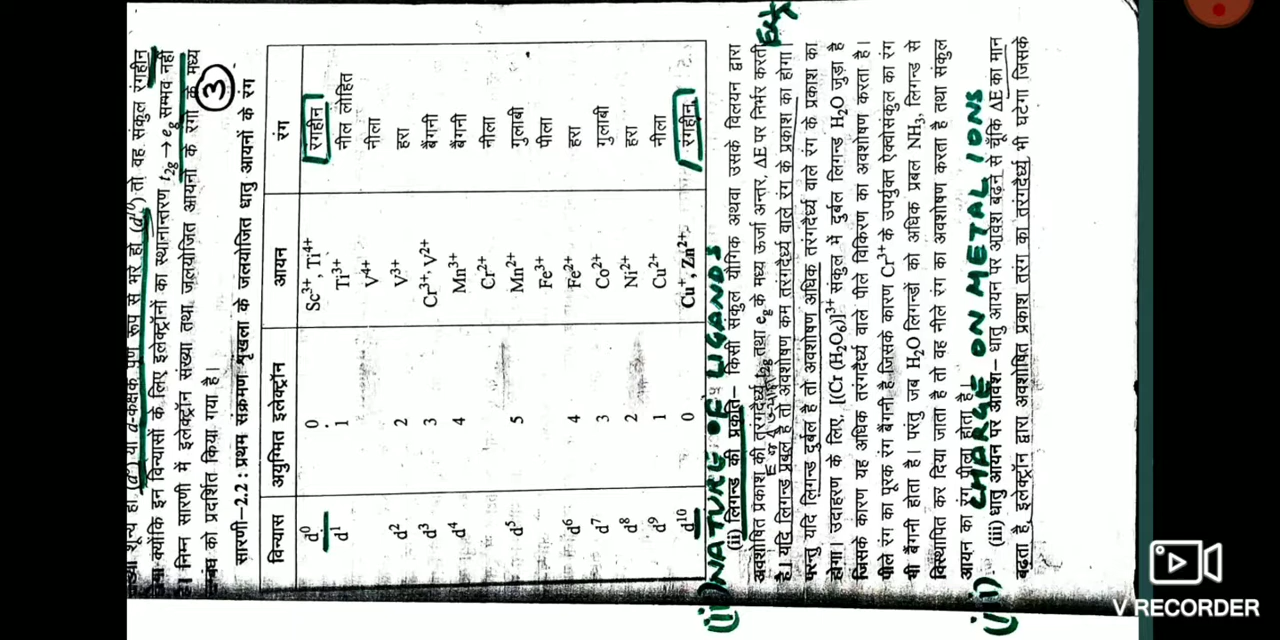 संख्या शून्य हो (d⁰) या d-कक्षक पूर्ण रूप से भरे हों (d¹⁰) तो वह संकुल रंगहीन
क्योंकि इन विन्यासों के लिए इलेक्ट्रॉनों का स्थानान्तरण t₂g → eg सम्भव नहीं
है। निम्न सारणी में इलेक्ट्रॉन संख्या तथा जलयोजित आयनों के रंगों के मध्य
को प्रदर्शित किया गया है।
3
सारणी–2.2 : प्रथम संक्रमण श्रृंखला के जलयोजित धातु आयनों के रंग
विन्यास अयुग्मित इलेक्ट्रॉन आयन रंग
d⁰ 0 Sc³⁺, Ti⁴⁺ रंगहीन
d¹ 1 Ti³⁺ नील लोहित
V⁴⁺ नीला
d² 2 V³⁺ हरा
d³ 3 Cr³⁺, V²⁺ बैंगनी
d⁴ 4 Mn³⁺ बैंगनी
Cr²⁺ नीला
d⁵ 5 Mn²⁺ गुलाबी
Fe³⁺ पीला
d⁶ 4 Fe²⁺ हरा
d⁷ 3 Co²⁺ गुलाबी
d⁸ 2 Ni²⁺ हरा
d⁹ 1 Cu²⁺ नीला
d¹⁰ 0 Cu⁺, Zn²⁺ रंगहीन
(ii) NATURE OF LIGANDS
(ii) लिगन्ड की प्रकृति– किसी संकुल यौगिक अथवा उसके विलयन द्वारा
अवशोषित प्रकाश की तरंगदैर्ध्य t₂g तथा eg के मध्य ऊर्जा अन्तर, ΔE पर निर्भर करती
है। यदि लिगन्ड प्रबल है तो अवशोषण कम तरंगदैर्ध्य वाले रंग के प्रकाश का होगा।
परन्तु यदि लिगन्ड दुर्बल है तो अवशोषण अधिक तरंगदैर्ध्य वाले रंग के प्रकाश का
होगा। उदाहरण के लिए, [(Cr (H₂O₆)]³⁺ संकुल में दुर्बल लिगन्ड H₂O जुड़ा है
जिसके कारण यह अधिक तरंगदैर्ध्य वाले पीले विकिरण का अवशोषण करता है।
पीले रंग का पूरक रंग बैंगनी है जिसके कारण Cr³⁺ के उपर्युक्त ऐक्वोसंकुल का रंग
भी बैंगनी होता है। परंतु जब H₂O लिगन्डों को अधिक प्रबल NH₃, लिगन्ड से
विस्थापित कर दिया जाता है तो वह नीले रंग का अवशोषण करता है तथा संकुल
आयन का रंग पीला होता है।
(iii) CHARGE ON METAL IONS
(iii) धातु आयन पर आवेश– धातु आयन पर आवेश बढ़ने से चूँकि ΔE का मान
बढ़ता है, इलेक्ट्रॉन द्वारा अवशोषित प्रकाश तरंग का तरंगदैर्ध्य भी घटेगा जिसके
V RECORDER